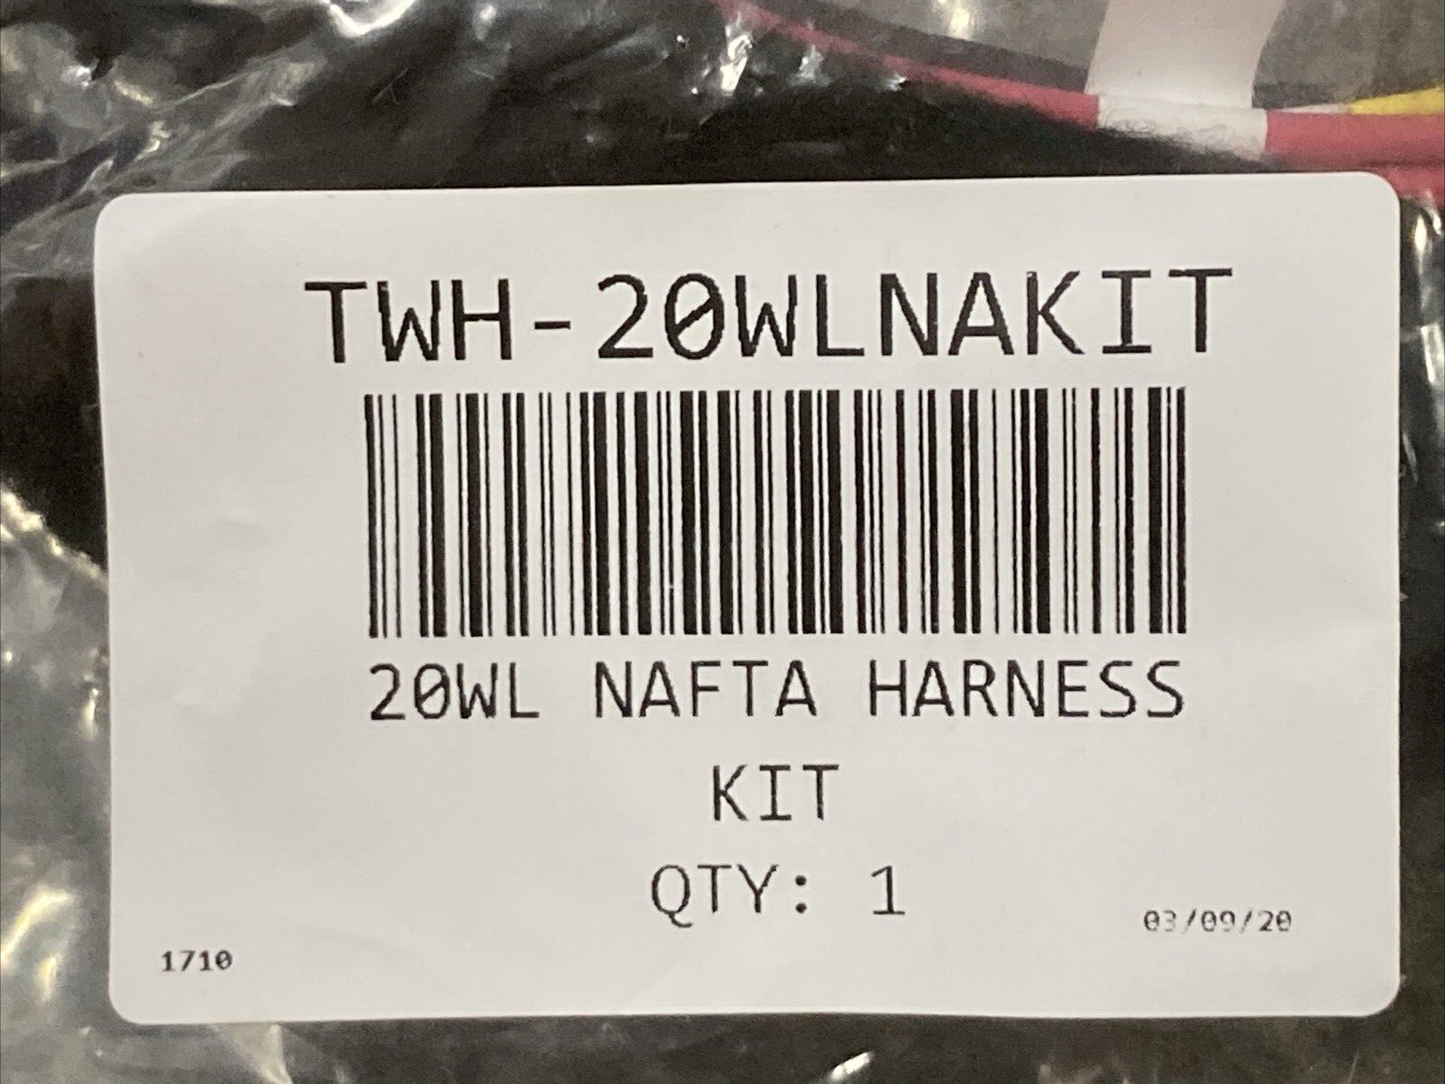 TWH-20WLNAKIT
20WL NAFTA HARNESS
KIT
QTY: 1
03/09/20
1710